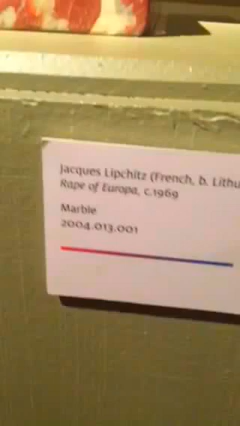 Jacques Lipchitz (French, b. Lithu
Rape of Europa, c.1969
Marble
2004.013.001